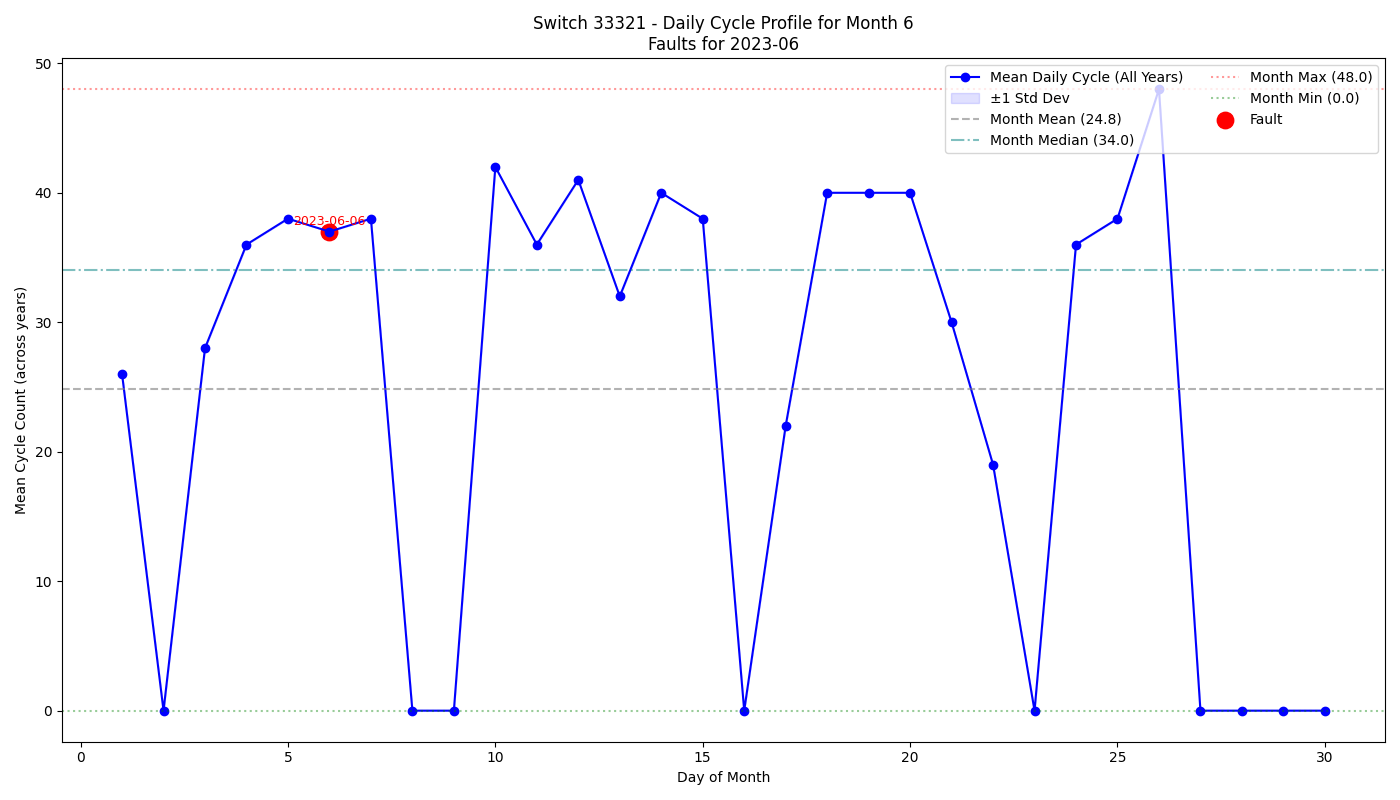 Switch 33321 - Daily Cycle Profile for Month 6
Faults for 2023-06
Mean Daily Cycle (All Years)
±1 Std Dev
Month Mean (24.8)
Month Median (34.0)
Month Max (48.0)
Month Min (0.0)
Fault
2023-06-06
Mean Cycle Count (across years)
50
40
30
20
10
0
0 5 10 15 20 25 30
Day of Month